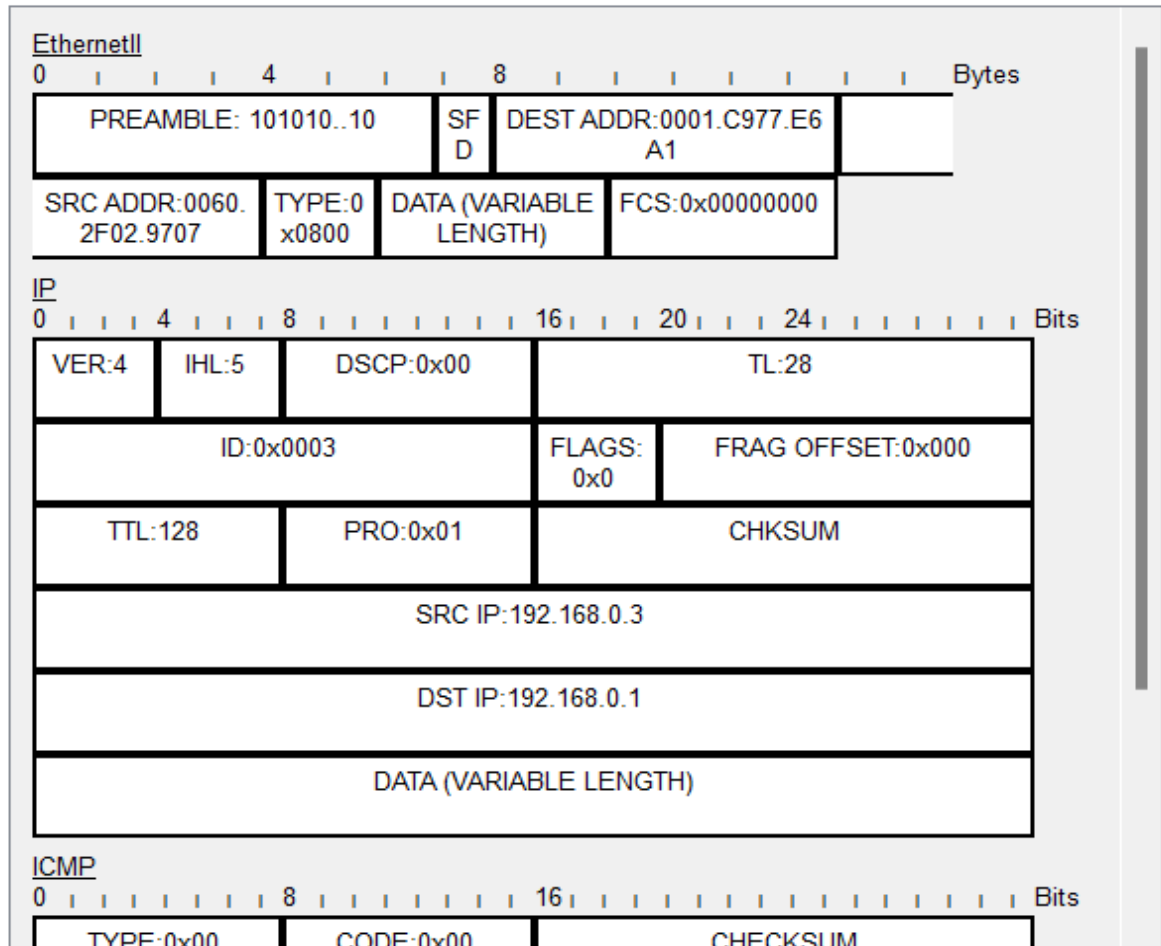 EthernetII
0 4 8 Bytes
PREAMBLE: 101010..10
SF
D
DEST ADDR:0001.C977.E6
A1
SRC ADDR:0060.
2F02.9707
TYPE:0
x0800
DATA (VARIABLE
LENGTH)
FCS:0x00000000
IP
0 4 8 16 20 24 Bits
VER:4 IHL:5 DSCP:0x00 TL:28
ID:0x0003
FLAGS:
0x0
FRAG OFFSET:0x000
TTL:128 PRO:0x01 CHKSUM
SRC IP:192.168.0.3
DST IP:192.168.0.1
DATA (VARIABLE LENGTH)
ICMP
0 8 16 Bits
TYPE:0x00 CODE:0x00 CHECKSUM